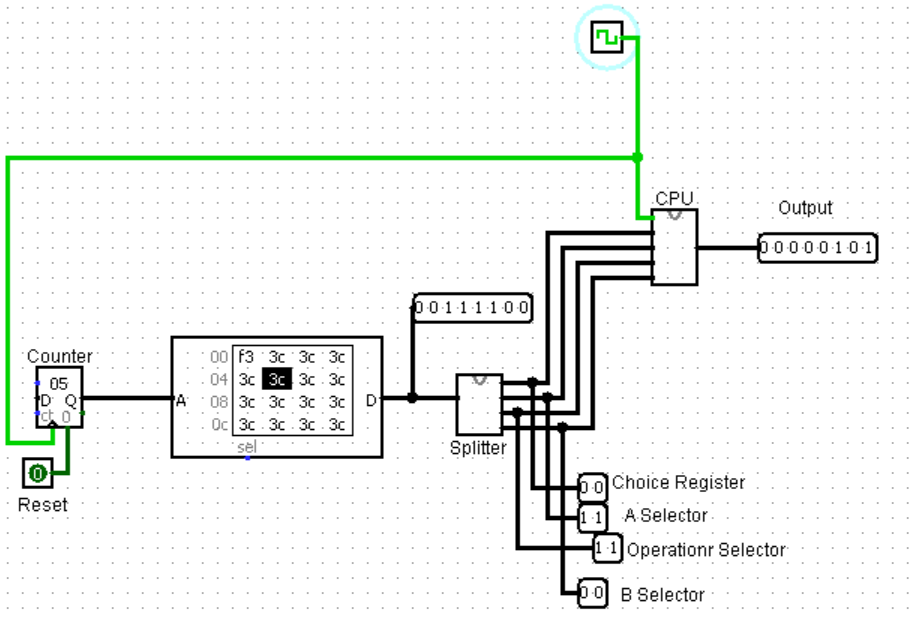 CPU
Output
0 0 0 0 0 1 0 1
0 0 1 1 1 1 0 0
Counter
05
D Q
ct 0
A
00 f3 3c 3c 3c
04 3c 3c 3c 3c
08 3c 3c 3c 3c
0c 3c 3c 3c 3c
D
sel
Splitter
0
Reset
0 0 Choice Register
1 1 A Selector
1 1 Operationr Selector
0 0 B Selector